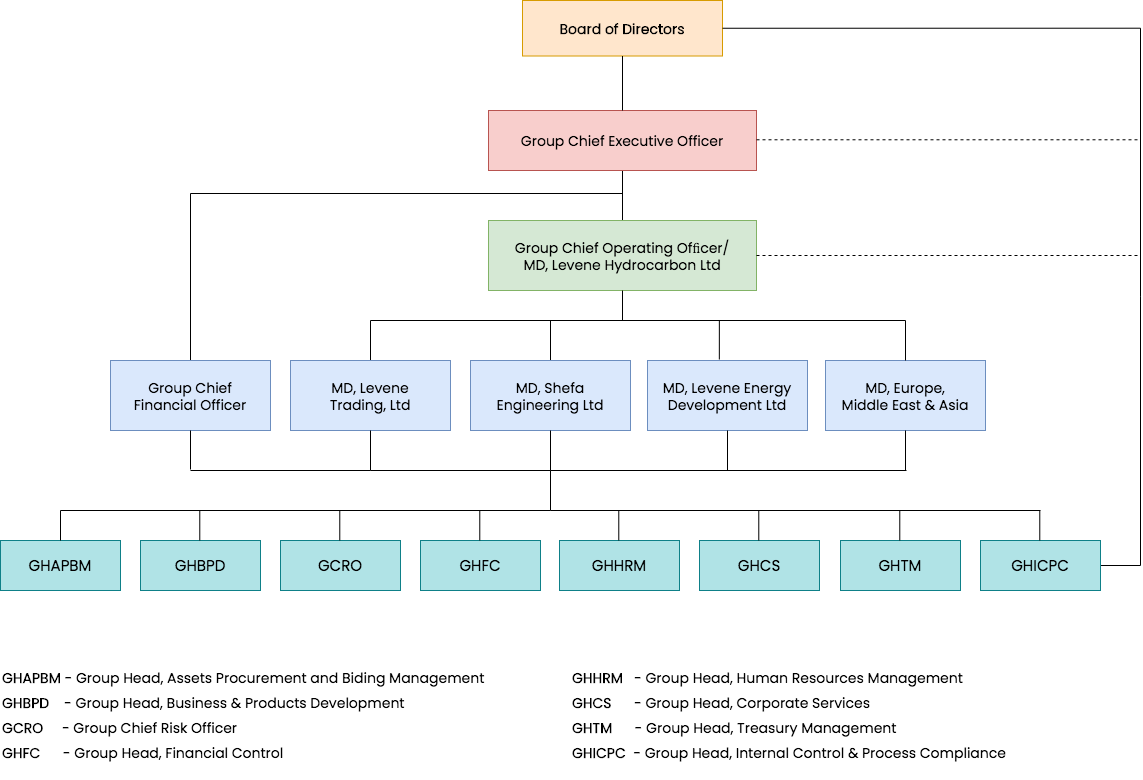 Board of Directors
Group Chief Executive Officer
Group Chief Operating Officer/
MD, Levene Hydrocarbon Ltd
Group Chief
Financial Officer
MD, Levene
Trading, Ltd
MD, Shefa
Engineering Ltd
MD, Levene Energy
Development Ltd
MD, Europe,
Middle East & Asia
GHAPBM
GHBPD
GCRO
GHFC
GHHRM
GHCS
GHTM
GHICPC
GHAPBM - Group Head, Assets Procurement and Biding Management
GHBPD - Group Head, Business & Products Development
GCRO - Group Chief Risk Officer
GHFC - Group Head, Financial Control
GHHRM - Group Head, Human Resources Management
GHCS - Group Head, Corporate Services
GHTM - Group Head, Treasury Management
GHICPC - Group Head, Internal Control & Process Compliance